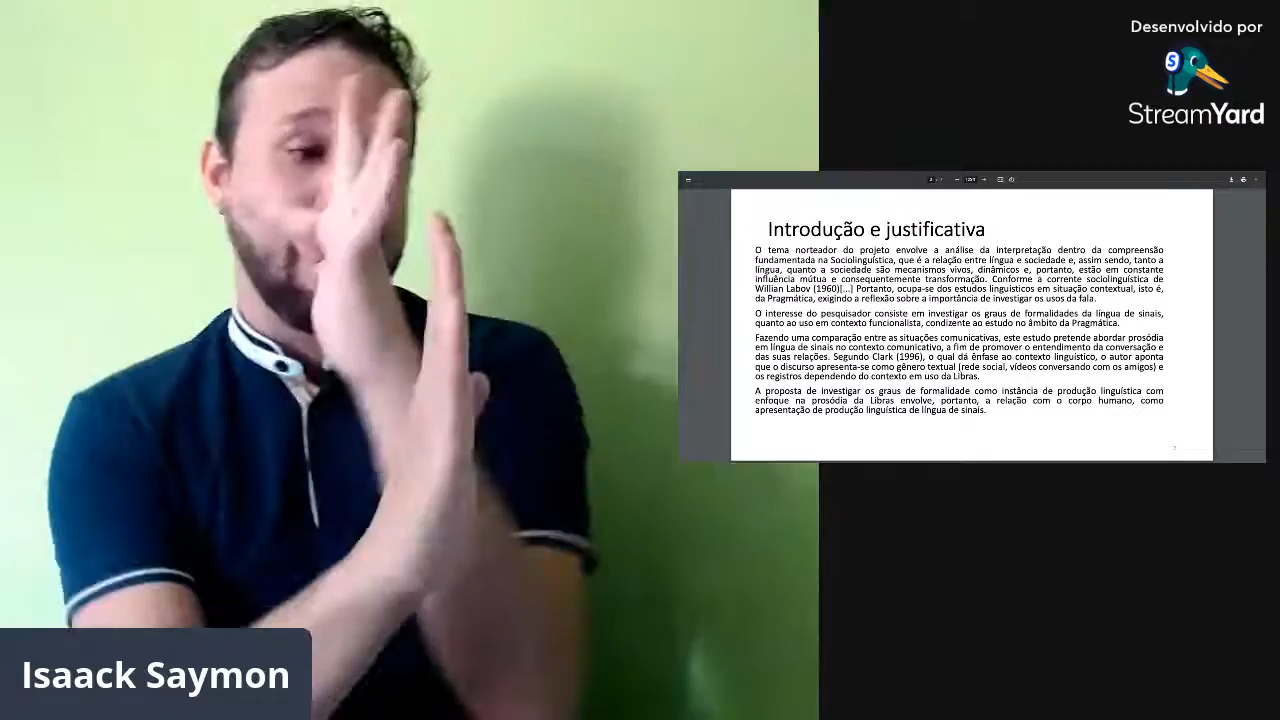 Desenvolvido por
StreamYard
Introdução e justificativa
O tema norteador do projeto envolve a análise da interpretação dentro da compreensão
fundamentada na Sociolinguística, que é a relação entre língua e sociedade e, assim sendo, tanto a
língua, quanto a sociedade são mecanismos vivos, dinâmicos e, portanto, estão em constante
influência mútua e consequentemente transformação. Conforme a corrente sociolinguística de
Willian Labov (1960)[...] Portanto, ocupa-se dos estudos linguísticos em situação contextual, isto é,
da Pragmática, exigindo a reflexão sobre a importância de investigar os usos da fala.
O interesse do pesquisador consiste em investigar os graus de formalidades da língua de sinais,
quanto ao uso em contexto funcionalista, condizente ao estudo no âmbito da Pragmática.
Fazendo uma comparação entre as situações comunicativas, este estudo pretende abordar prosódia
em língua de sinais no contexto comunicativo, a fim de promover o entendimento da conversação e
das suas relações. Segundo Clark (1996), o qual dá ênfase ao contexto linguístico, o autor aponta
que o discurso apresenta-se como gênero textual (rede social, vídeos conversando com os amigos) e
os registros dependendo do contexto em uso da Libras.
A proposta de investigar os graus de formalidade como instância de produção linguística com
enfoque na prosódia da Libras envolve, portanto, a relação com o corpo humano, como
apresentação de produção linguística de língua de sinais.
Isaack Saymon